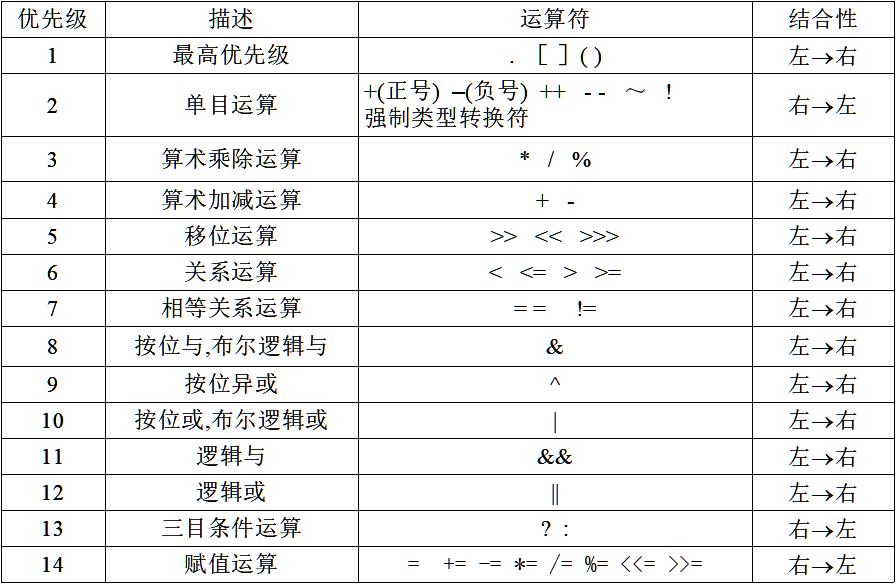 优先级 描述 运算符 结合性
1 最高优先级 . [ ] ( ) 左→右
2 单目运算 +(正号) –(负号) ++ - - ～ ! 右→左
强制类型转换符
3 算术乘除运算 * / % 左→右
4 算术加减运算 + - 左→右
5 移位运算 >> << >>> 左→右
6 关系运算 < <= > >= 左→右
7 相等关系运算 = = != 左→右
8 按位与,布尔逻辑与 & 左→右
9 按位异或 ^ 左→右
10 按位或,布尔逻辑或 | 左→右
11 逻辑与 && 左→右
12 逻辑或 || 左→右
13 三目条件运算 ? : 右→左
14 赋值运算 = += -= *= /= %= <<= >>= 右→左